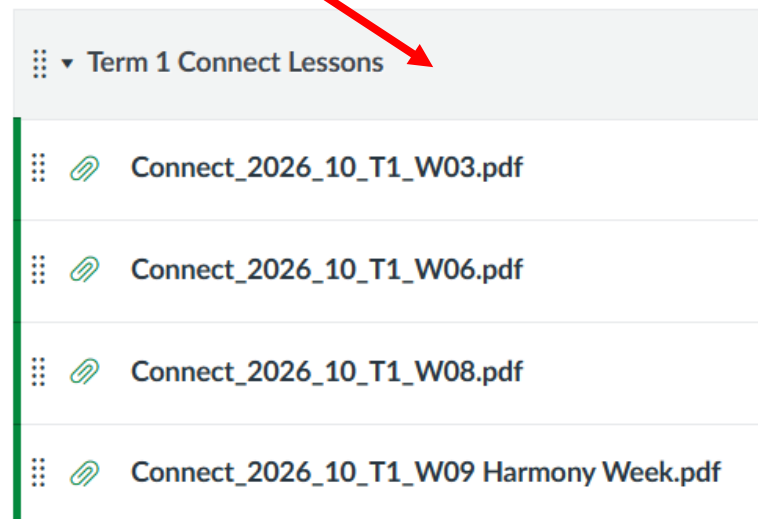 Term 1 Connect Lessons
Connect_2026_10_T1_W03.pdf
Connect_2026_10_T1_W06.pdf
Connect_2026_10_T1_W08.pdf
Connect_2026_10_T1_W09 Harmony Week.pdf